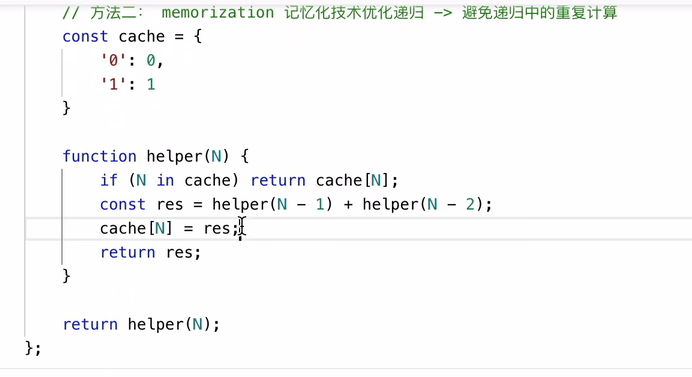 // 方法二： memorization 记忆化技术优化递归 -> 避免递归中的重复计算
const cache = {
'0': 0,
'1': 1
}
function helper(N) {
if (N in cache) return cache[N];
const res = helper(N - 1) + helper(N - 2);
cache[N] = res;
return res;
}
return helper(N);
};